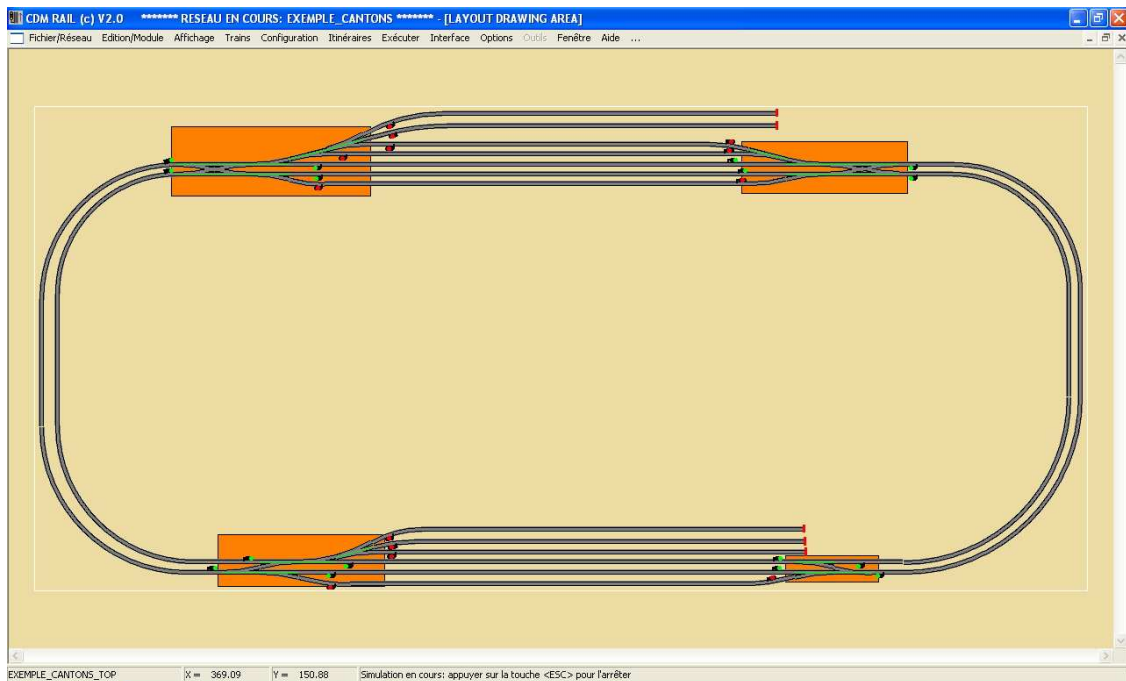 CDM RAIL (c) V2.0 ******* RESEAU EN COURS: EXEMPLE_CANTONS ******* - [LAYOUT DRAWING AREA]
Fichier/Réseau Edition/Module Affichage Trains Configuration Itinéraires Exécuter Interface Options Outils Fenêtre Aide ...
EXEMPLE_CANTONS_TOP X = 369.09 Y = 150.88 Simulation en cours: appuyer sur la touche <ESC> pour l'arrêter